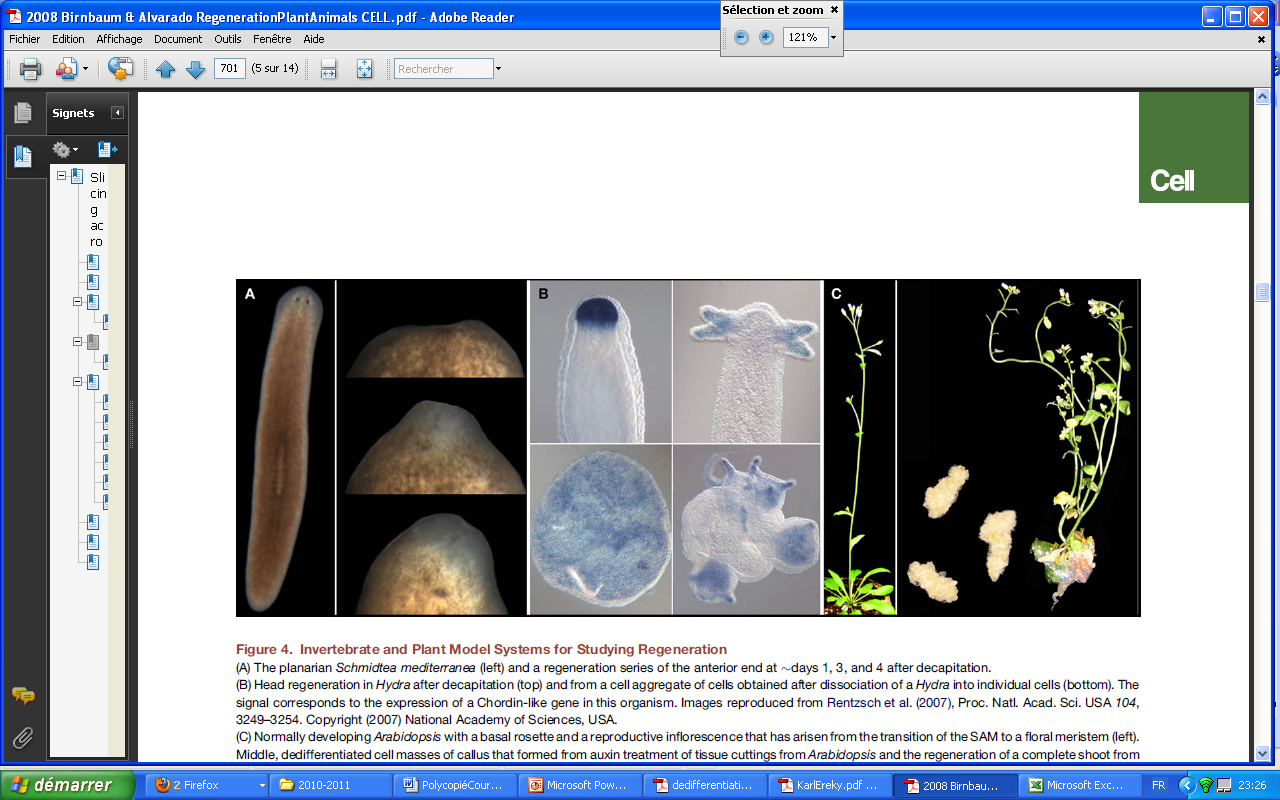 2008 Birnbaum & Alvarado RegenerationPlantAnimals CELL.pdf - Adobe Reader
Sélection et zoom
121%
Fichier Edition Affichage Document Outils Fenêtre Aide
701 (5 sur 14) Rechercher
Signets
Sli
cin
g
ac
ro
Cell
A B C
Figure 4. Invertebrate and Plant Model Systems for Studying Regeneration
(A) The planarian Schmidtea mediterranea (left) and a regeneration series of the anterior end at ~days 1, 3, and 4 after decapitation.
(B) Head regeneration in Hydra after decapitation (top) and from a cell aggregate of cells obtained after dissociation of a Hydra into individual cells (bottom). The
signal corresponds to the expression of a Chordin-like gene in this organism. Images reproduced from Rentzsch et al. (2007), Proc. Natl. Acad. Sci. USA 104,
3249–3254. Copyright (2007) National Academy of Sciences, USA.
(C) Normally developing Arabidopsis with a basal rosette and a reproductive inflorescence that has arisen from the transition of the SAM to a floral meristem (left).
Middle, dedifferentiated cell masses of callus that formed from auxin treatment of tissue cuttings from Arabidopsis and the regeneration of a complete shoot from
démarrer 2 Firefox 2010-2011 PolycopiéCour... Microsoft Pow... dedifferentiati... KarlEreky.pdf ... 2008 Birnbau... Microsoft Exc... FR 23:26